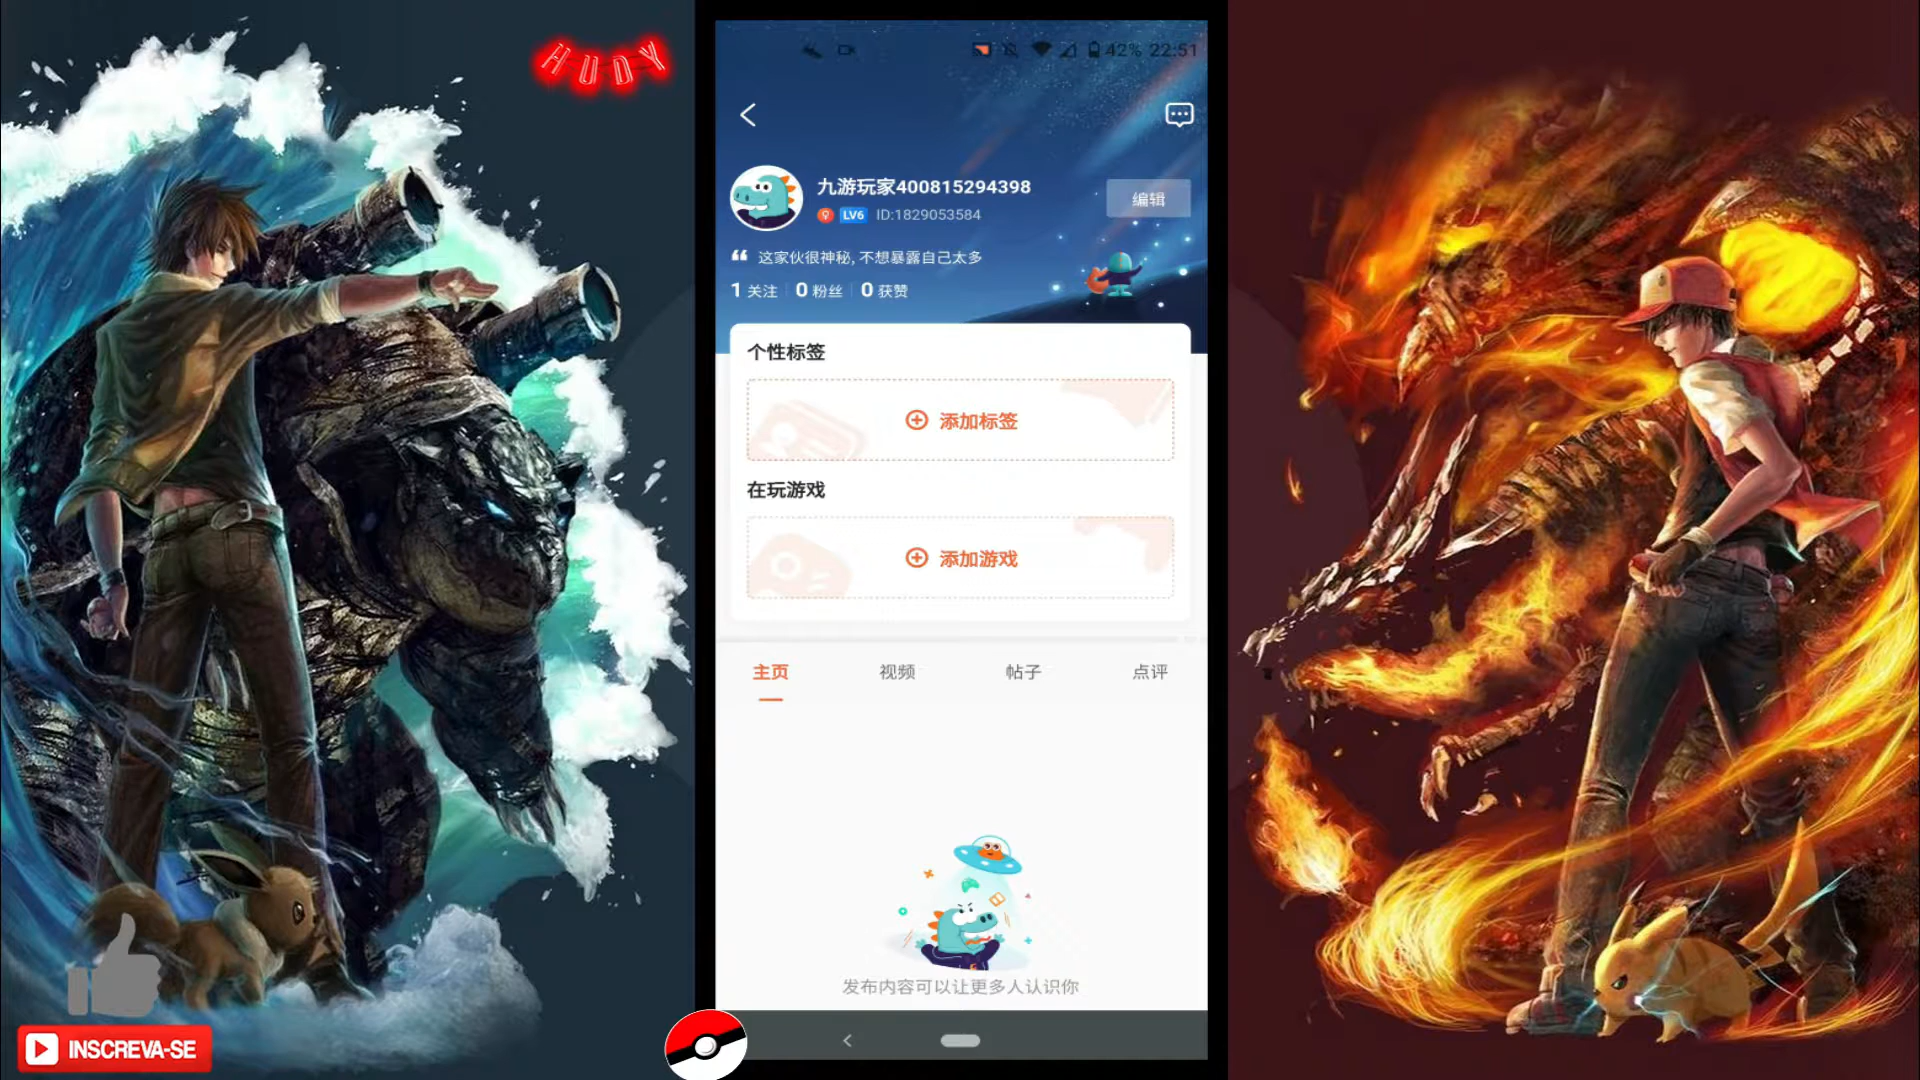 HUDY
42% 22:51
九游玩家400815294398
LV6 ID:1829053584
编辑
这家伙很神秘, 不想暴露自己太多
1 关注 0 粉丝 0 获赞
个性标签
添加标签
在玩游戏
添加游戏
主页 视频 帖子 点评
发布内容可以让更多人认识你
INSCREVA-SE